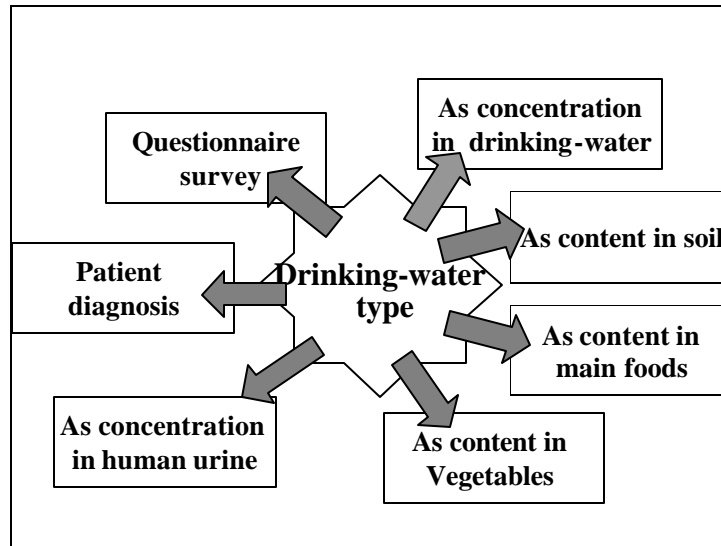 Questionnaire
survey
As concentration
in drinking-water
As content in soil
Patient
diagnosis
Drinking-water
type
As content in
main foods
As concentration
in human urine
As content in
Vegetables